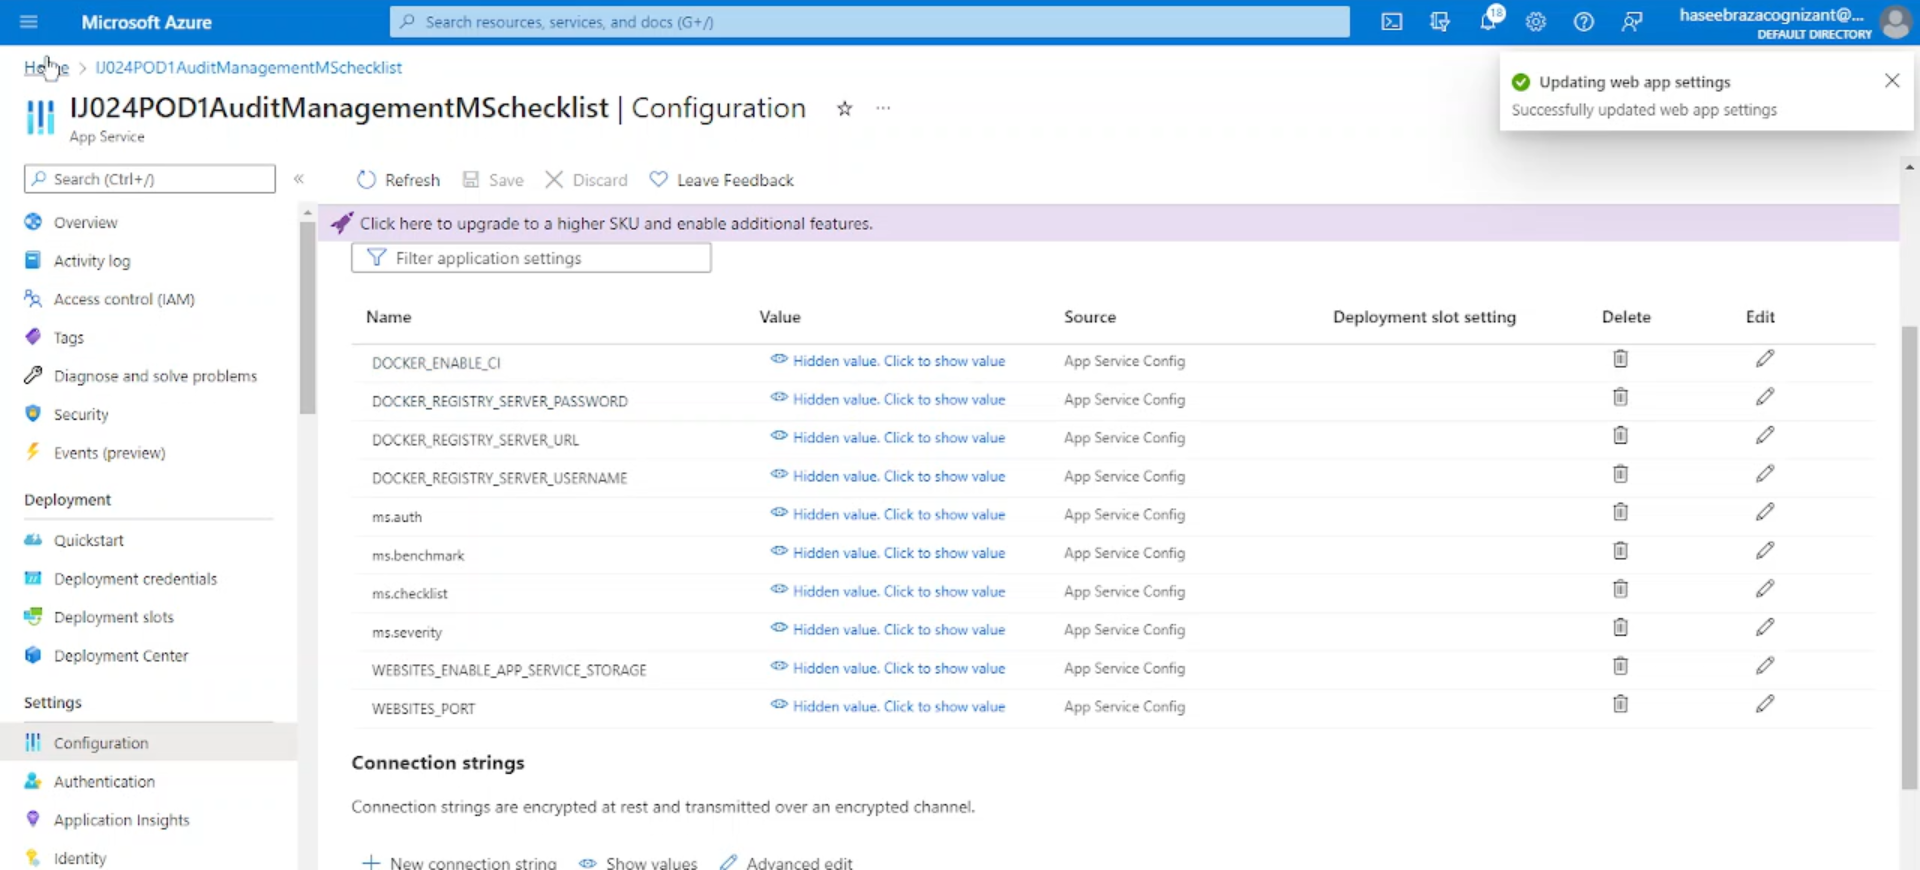 Microsoft Azure
Search resources, services, and docs (G+/)
18
haseebrazacognizant@...
DEFAULT DIRECTORY
Home > IJ024POD1AuditManagementMSchecklist
IJ024POD1AuditManagementMSchecklist | Configuration
App Service
Updating web app settings
Successfully updated web app settings
Search (Ctrl+/)
Refresh Save Discard Leave Feedback
Click here to upgrade to a higher SKU and enable additional features.
Filter application settings
Overview
Activity log
Access control (IAM)
Tags
Diagnose and solve problems
Security
Events (preview)
Deployment
Quickstart
Deployment credentials
Deployment slots
Deployment Center
Settings
Configuration
Authentication
Application Insights
Identity
Name Value Source Deployment slot setting Delete Edit
DOCKER_ENABLE_CI Hidden value. Click to show value App Service Config
DOCKER_REGISTRY_SERVER_PASSWORD Hidden value. Click to show value App Service Config
DOCKER_REGISTRY_SERVER_URL Hidden value. Click to show value App Service Config
DOCKER_REGISTRY_SERVER_USERNAME Hidden value. Click to show value App Service Config
ms.auth Hidden value. Click to show value App Service Config
ms.benchmark Hidden value. Click to show value App Service Config
ms.checklist Hidden value. Click to show value App Service Config
ms.severity Hidden value. Click to show value App Service Config
WEBSITES_ENABLE_APP_SERVICE_STORAGE Hidden value. Click to show value App Service Config
WEBSITES_PORT Hidden value. Click to show value App Service Config
Connection strings
Connection strings are encrypted at rest and transmitted over an encrypted channel.
New connection string Show values Advanced edit